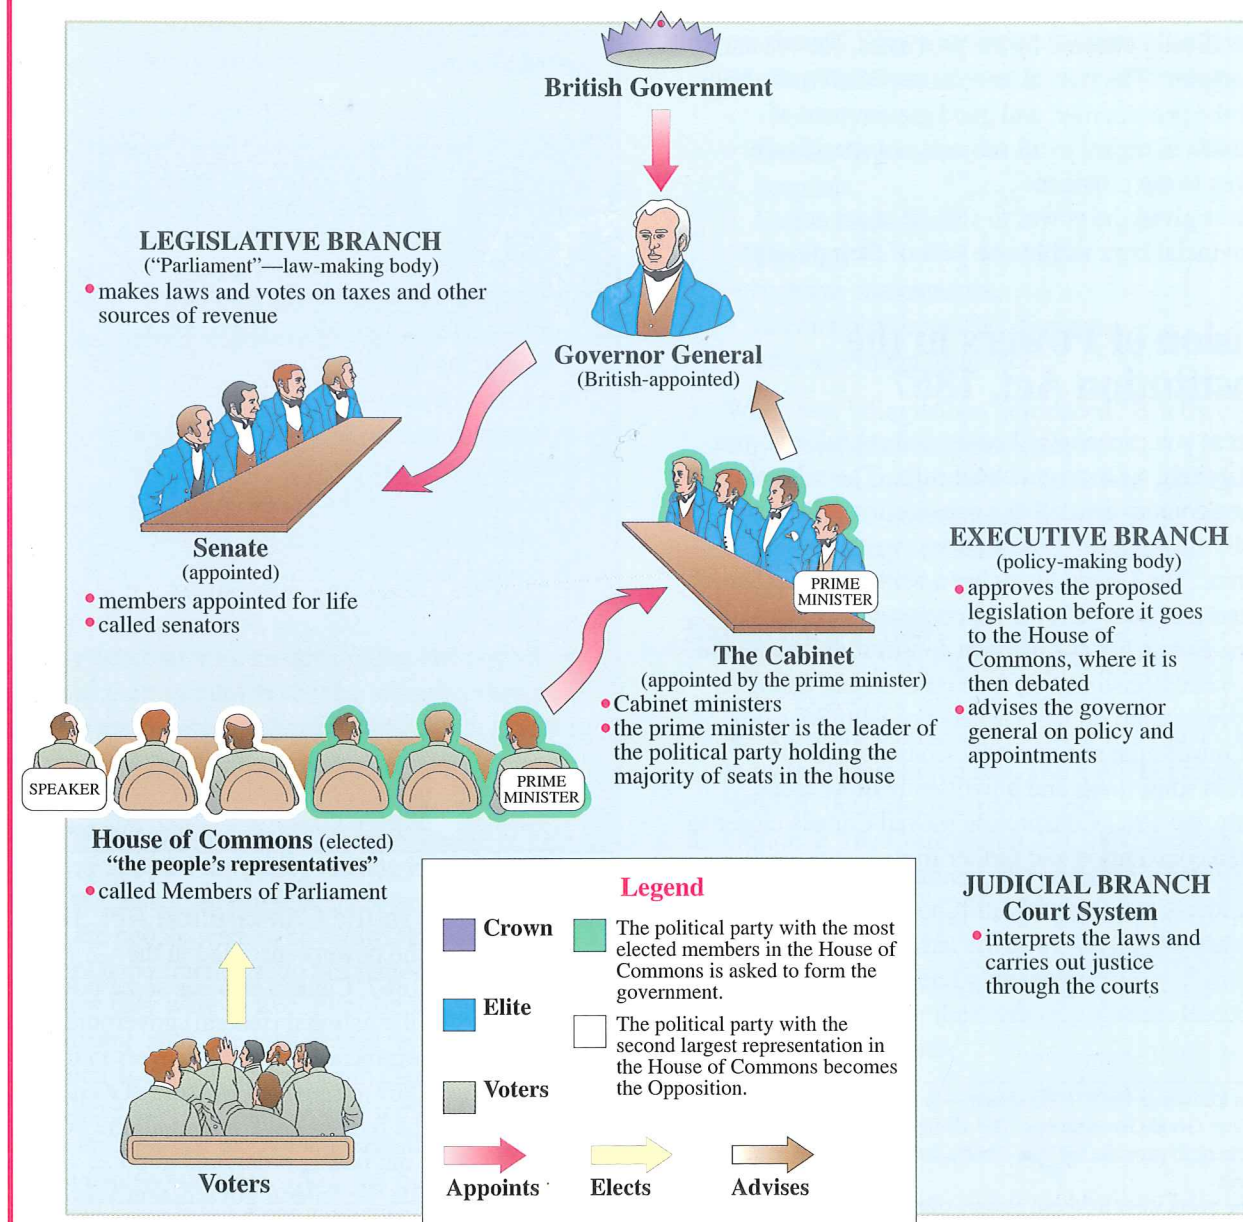 British Government
LEGISLATIVE BRANCH
(“Parliament”—law-making body)
• makes laws and votes on taxes and other
sources of revenue
Governor General
(British-appointed)
Senate
(appointed)
• members appointed for life
• called senators
PRIME
MINISTER
The Cabinet
(appointed by the prime minister)
• Cabinet ministers
• the prime minister is the leader of
the political party holding the
majority of seats in the house
EXECUTIVE BRANCH
(policy-making body)
• approves the proposed
legislation before it goes
to the House of
Commons, where it is
then debated
• advises the governor
general on policy and
appointments
SPEAKER
PRIME
MINISTER
House of Commons (elected)
“the people’s representatives”
• called Members of Parliament
JUDICIAL BRANCH
Court System
• interprets the laws and
carries out justice
through the courts
Voters
Legend
Crown
Elite
Voters
The political party with the most
elected members in the House of
Commons is asked to form the
government.
The political party with the
second largest representation in
the House of Commons becomes
the Opposition.
Appoints
Elects
Advises